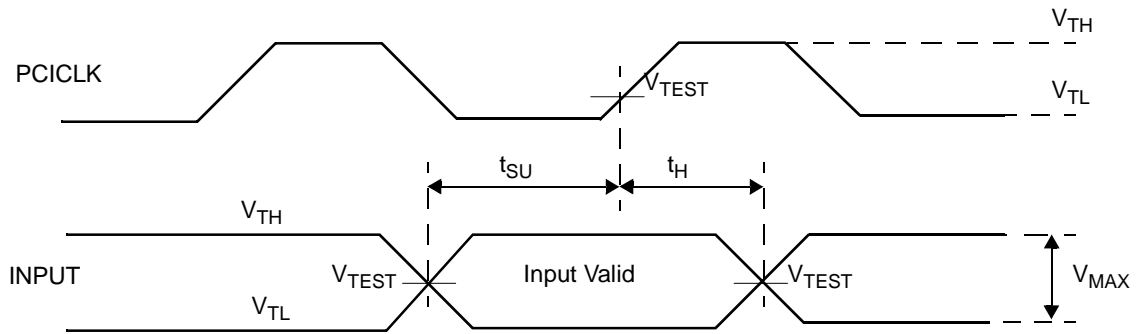 V_TH
PCICLK
V_TEST
V_TL
t_SU
t_H
V_TH
INPUT
V_TEST
Input Valid
V_TEST
V_MAX
V_TL